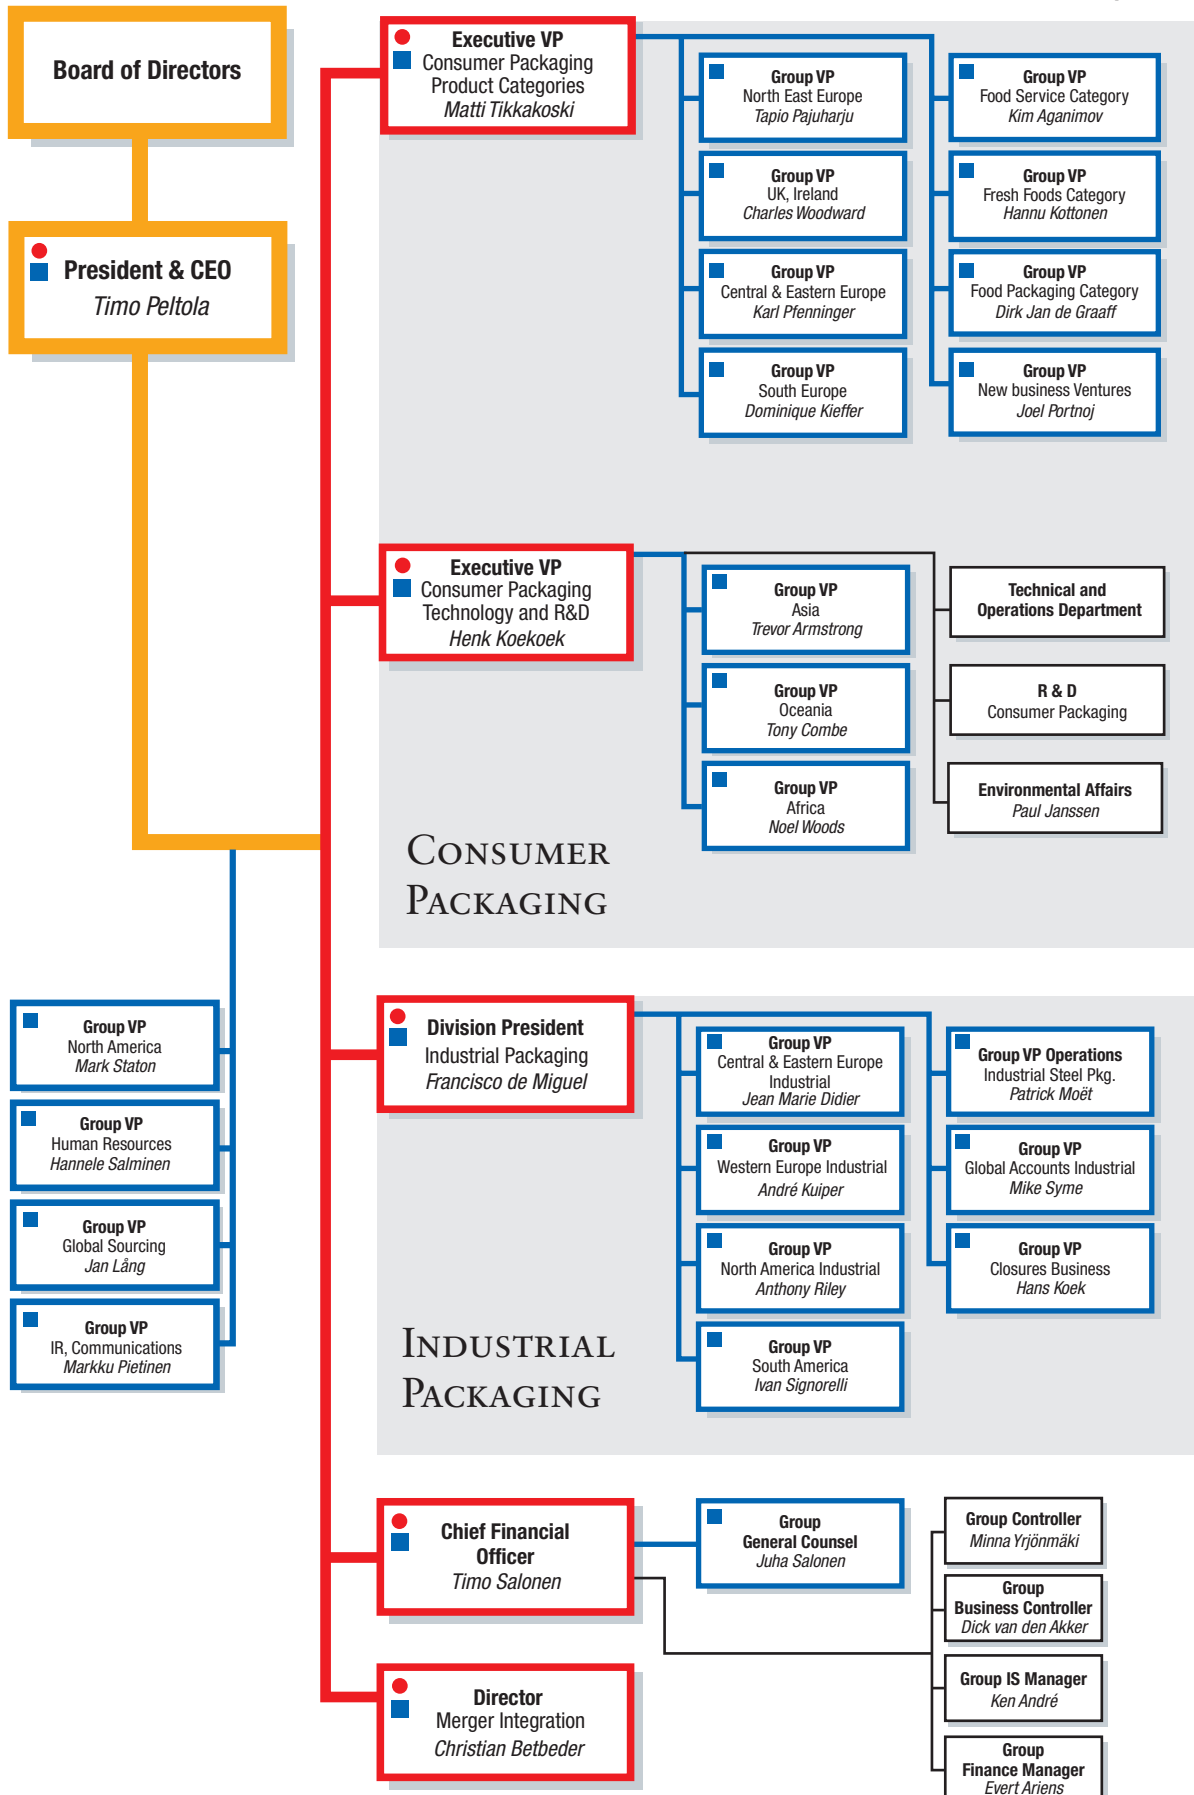 Board of Directors
President & CEO
Timo Peltola
Executive VP
Consumer Packaging
Product Categories
Matti Tikkakoski
Group VP
North East Europe
Tapio Pajuharju
Group VP
UK, Ireland
Charles Woodward
Group VP
Central & Eastern Europe
Karl Pfenninger
Group VP
South Europe
Dominique Kieffer
Group VP
Food Service Category
Kim Aganimov
Group VP
Fresh Foods Category
Hannu Kottonen
Group VP
Food Packaging Category
Dirk Jan de Graaff
Group VP
New business Ventures
Joel Portnoj
Executive VP
Consumer Packaging
Technology and R&D
Henk Koekoek
Group VP
Asia
Trevor Armstrong
Group VP
Oceania
Tony Combe
Group VP
Africa
Noel Woods
Technical and
Operations Department
R & D
Consumer Packaging
Environmental Affairs
Paul Janssen
Consumer
Packaging
Group VP
North America
Mark Staton
Group VP
Human Resources
Hannele Salminen
Group VP
Global Sourcing
Jan Lång
Group VP
IR, Communications
Markku Pietinen
Division President
Industrial Packaging
Francisco de Miguel
Group VP
Central & Eastern Europe
Industrial
Jean Marie Didier
Group VP
Western Europe Industrial
André Kuiper
Group VP
North America Industrial
Anthony Riley
Group VP
South America
Ivan Signorelli
Group VP Operations
Industrial Steel Pkg.
Patrick Moët
Group VP
Global Accounts Industrial
Mike Syme
Group VP
Closures Business
Hans Koek
Industrial
Packaging
Chief Financial
Officer
Timo Salonen
Group
General Counsel
Juha Salonen
Group Controller
Minna Yrjönmäki
Group
Business Controller
Dick van den Akker
Group IS Manager
Ken André
Group
Finance Manager
Evert Ariens
Director
Merger Integration
Christian Betbeder